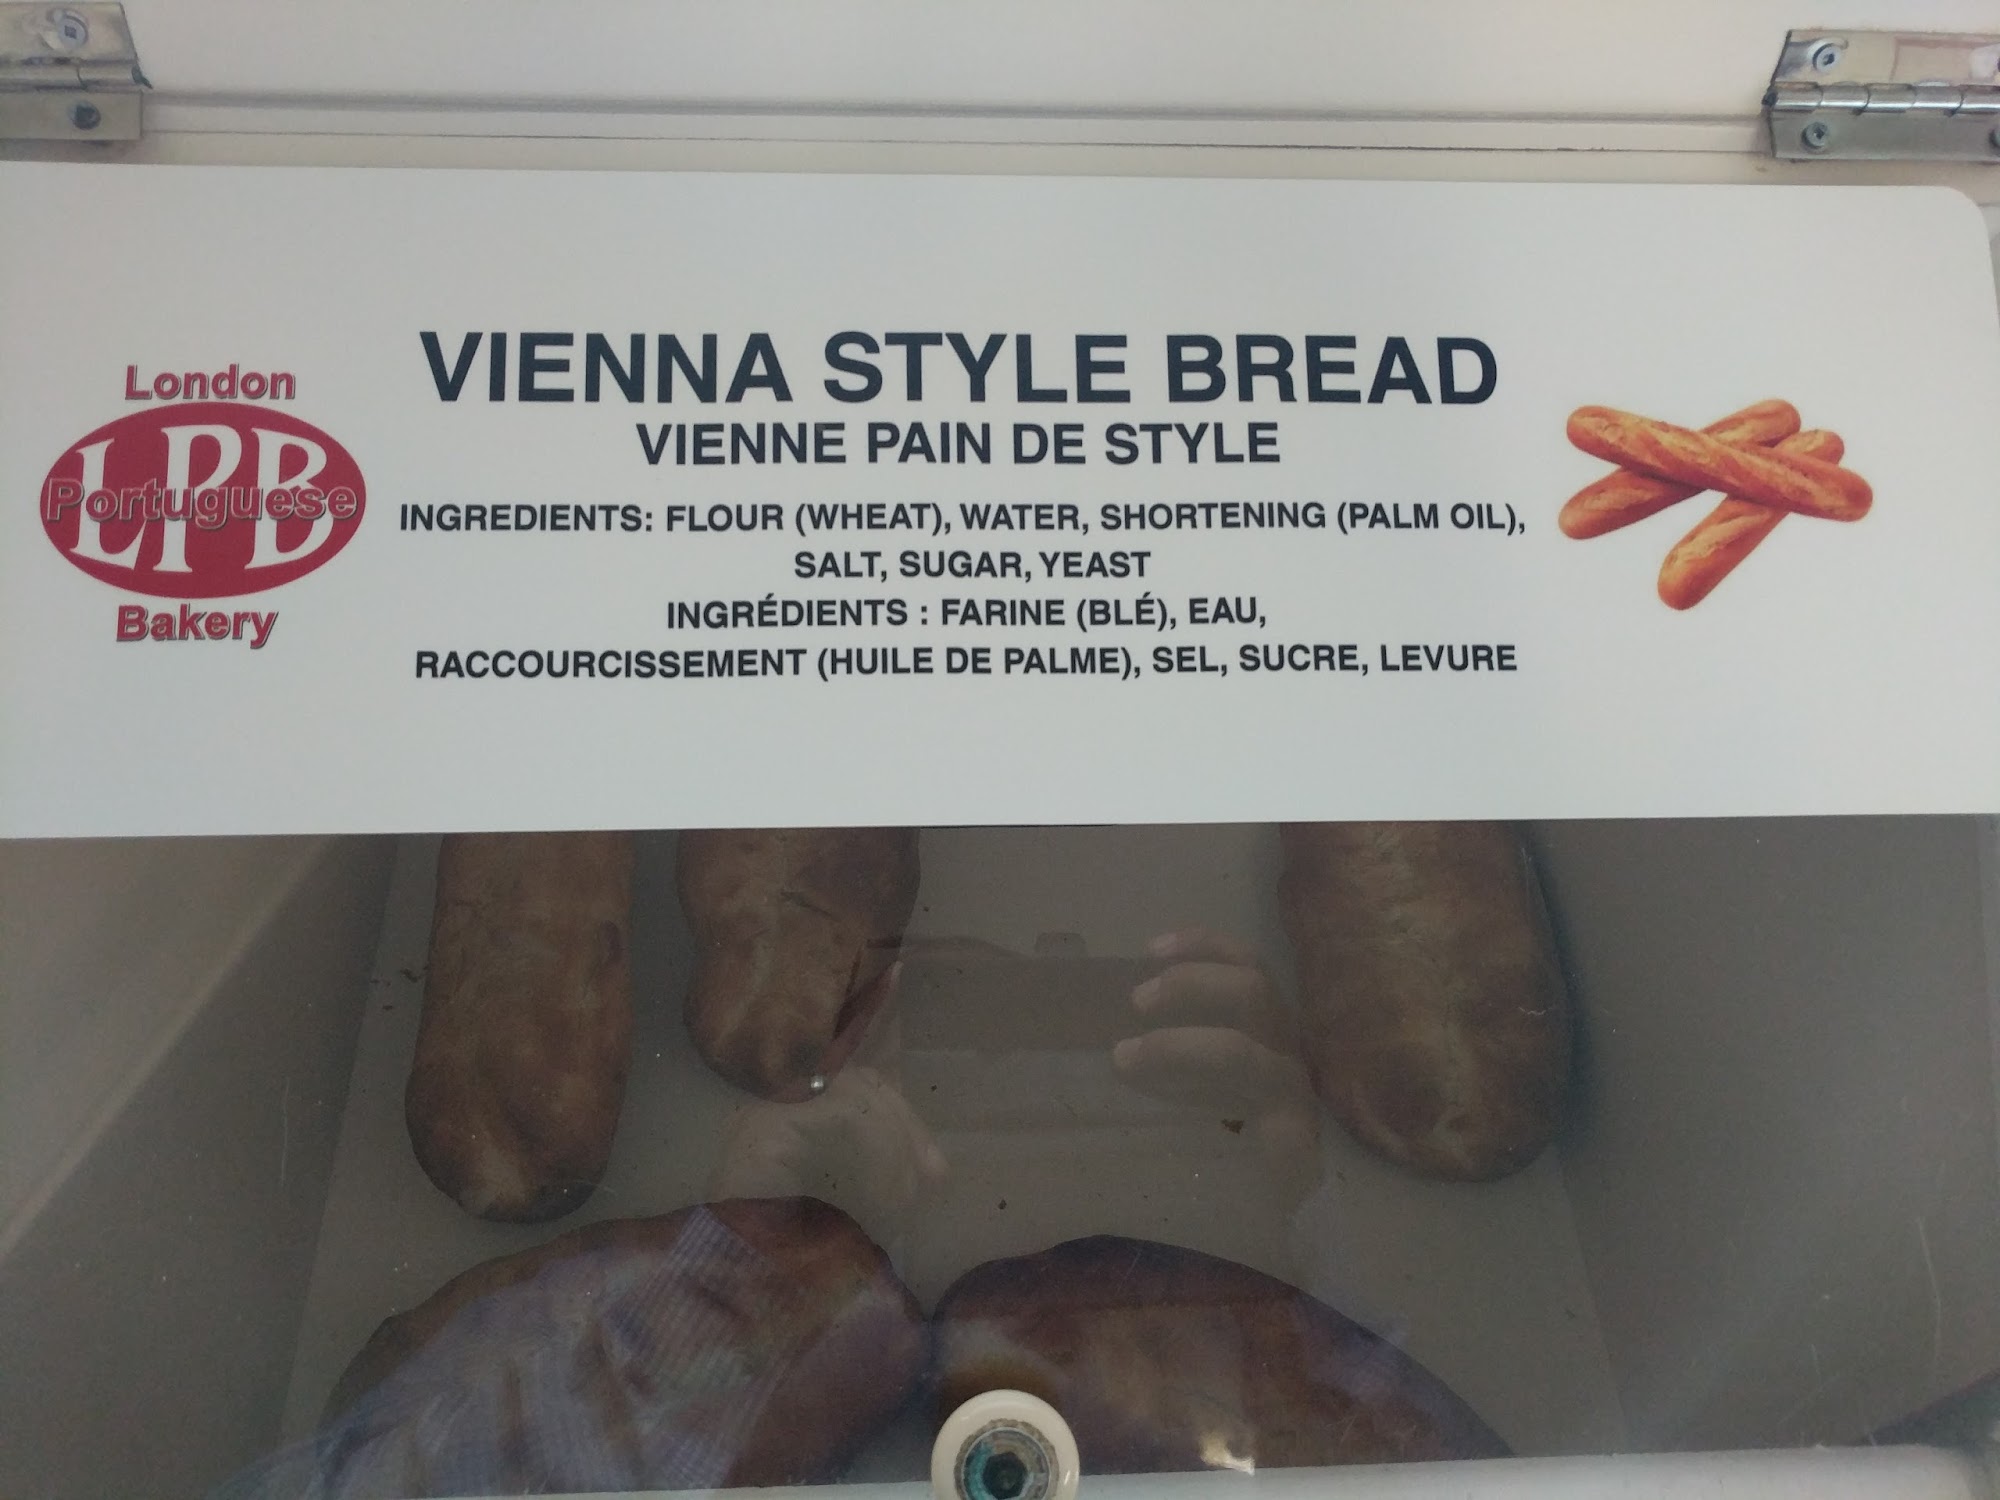 London
LPB
Portuguese
Bakery
VIENNA STYLE BREAD
VIENNE PAIN DE STYLE
INGREDIENTS: FLOUR (WHEAT), WATER, SHORTENING (PALM OIL),
SALT, SUGAR, YEAST
INGRÉDIENTS : FARINE (BLÉ), EAU,
RACCOURCISSEMENT (HUILE DE PALME), SEL, SUCRE, LEVURE